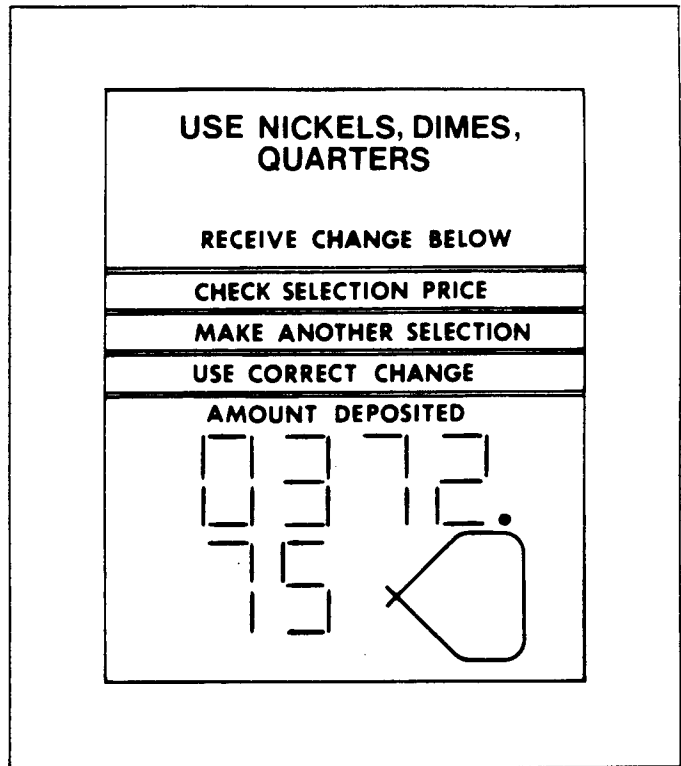 USE NICKELS, DIMES,
QUARTERS
RECEIVE CHANGE BELOW
CHECK SELECTION PRICE
MAKE ANOTHER SELECTION
USE CORRECT CHANGE
AMOUNT DEPOSITED
0372.
75